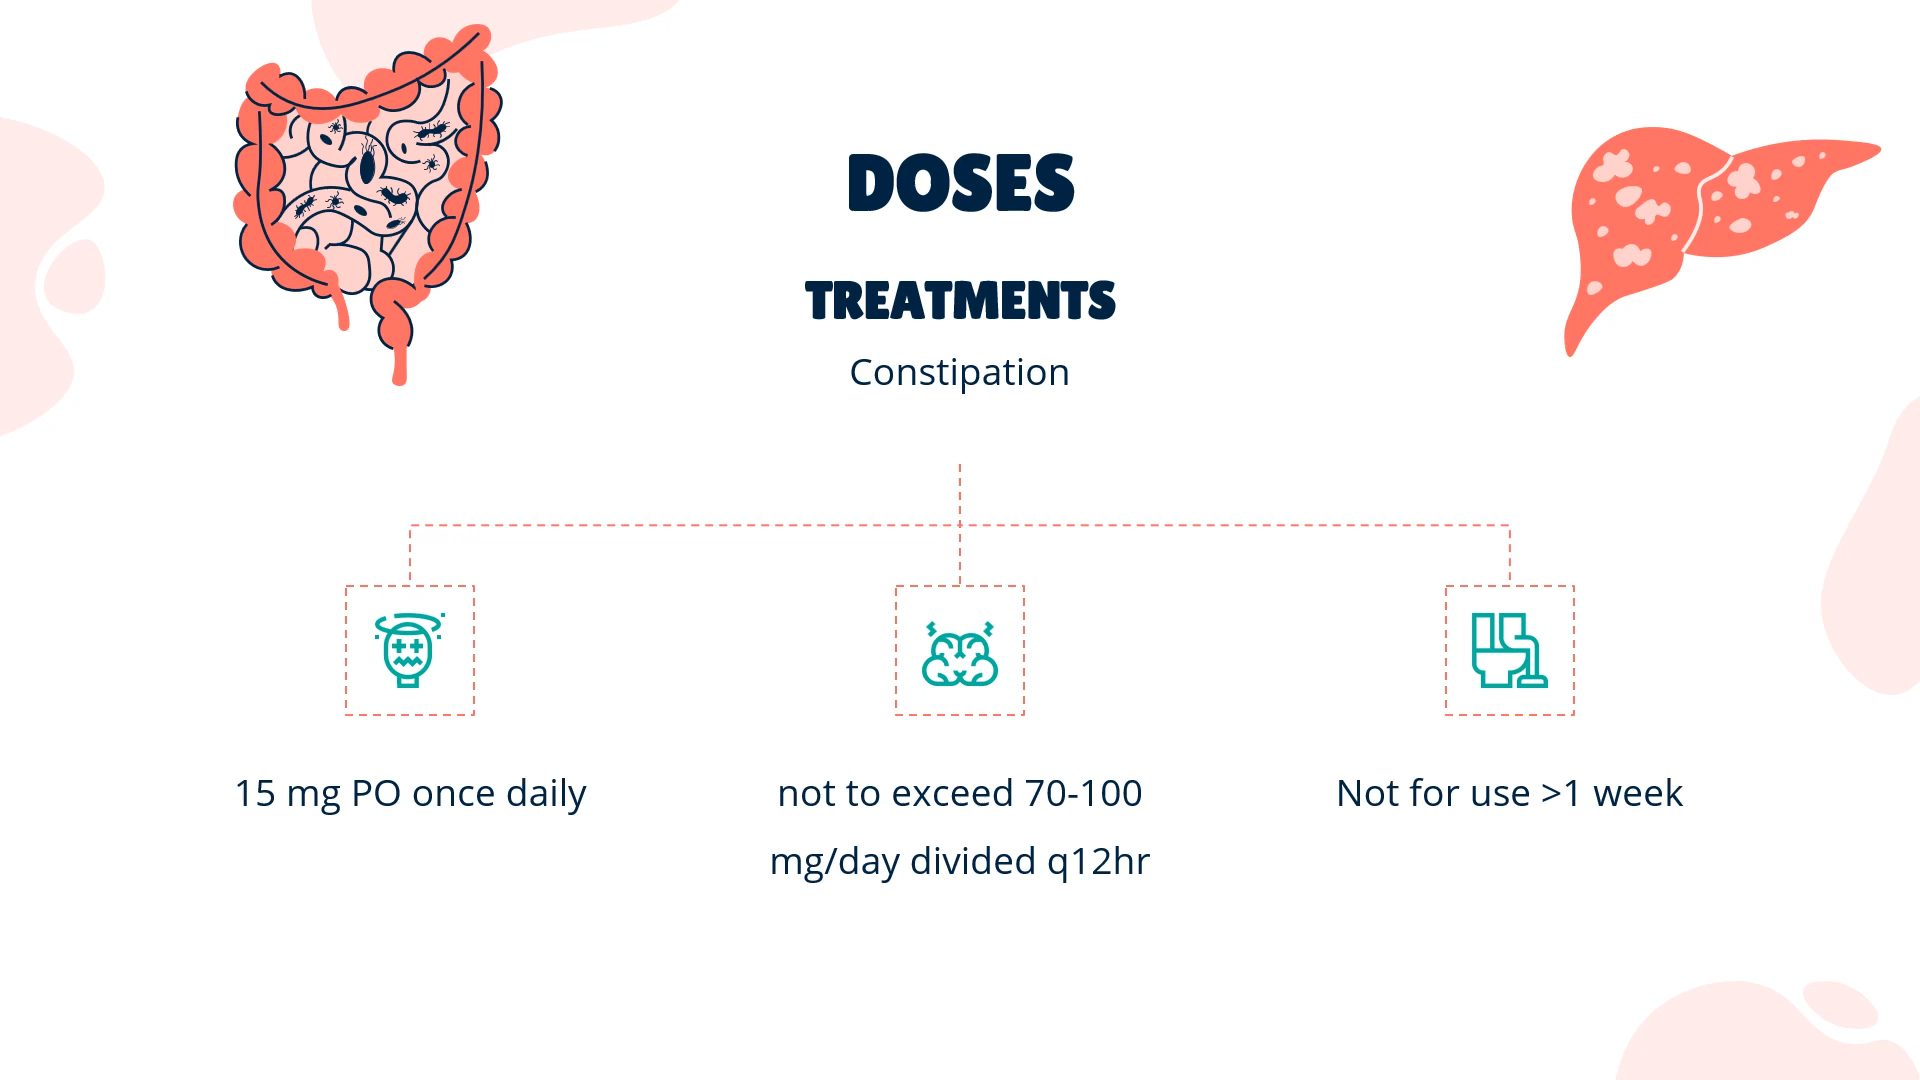 DOSES
TREATMENTS
Constipation
15 mg PO once daily
not to exceed 70-100
mg/day divided q12hr
Not for use >1 week